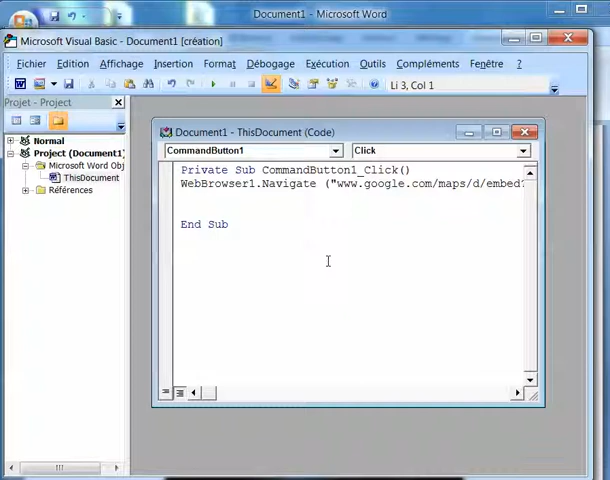 Document1 - Microsoft Word
Microsoft Visual Basic - Document1 [création]
Fichier Edition Affichage Insertion Format Débogage Exécution Outils Compléments Fenêtre ?
Li 3, Col 1
Projet - Project
Normal
Project (Document1)
Microsoft Word Obj
ThisDocument
Références
Document1 - ThisDocument (Code)
CommandButton1 Click
Private Sub CommandButton1_Click()
WebBrowser1.Navigate ("www.google.com/maps/d/embed?
End Sub